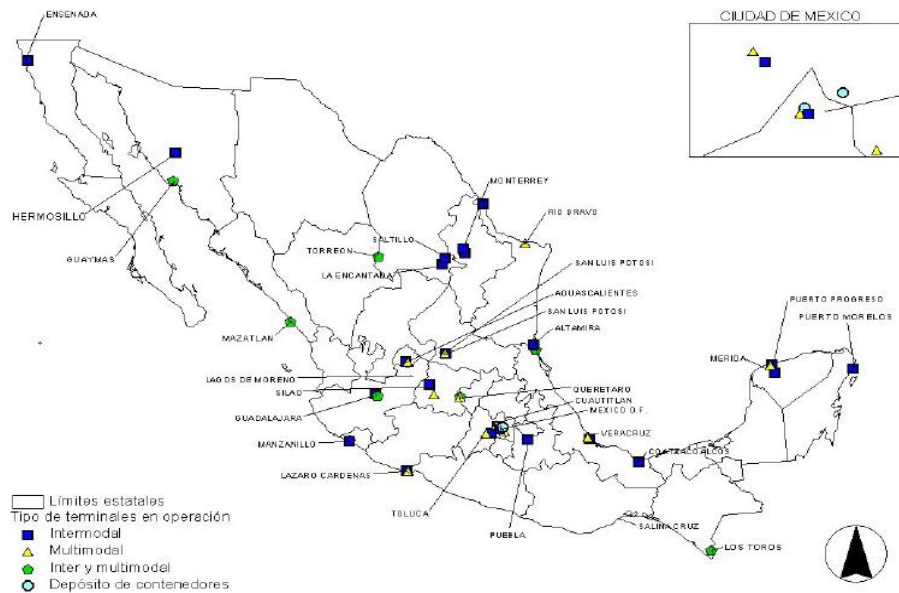 CIUDAD DE MEXICO
ENSENADA
MONTERREY
HERMOSILLO
RIO BRAVO
SALTILLO
TORREON
GUAYMAS
SAN LUIS POTOSI
LA ENCANTADA
PUERTO PROGRESO
AGUASCALIENTES
SAN LUIS POTOSI
PUERTO MORELOS
ALTAMIRA
MAZATLAN
MERIDA
LAGOS DE MORENO
SILAO
QUERETARO
CUAUTITLAN
MEXICO D.F.
GUADALAJARA
VERACRUZ
MANZANILLO
COATZACOALCOS
LAZARO CARDENAS
TOLUCA
SALINA CRUZ
PUEBLA
LOS TOROS
Límites estatales
Tipo de terminales en operación
Intermodal
Multimodal
Inter y multimodal
Depósito de contenedores